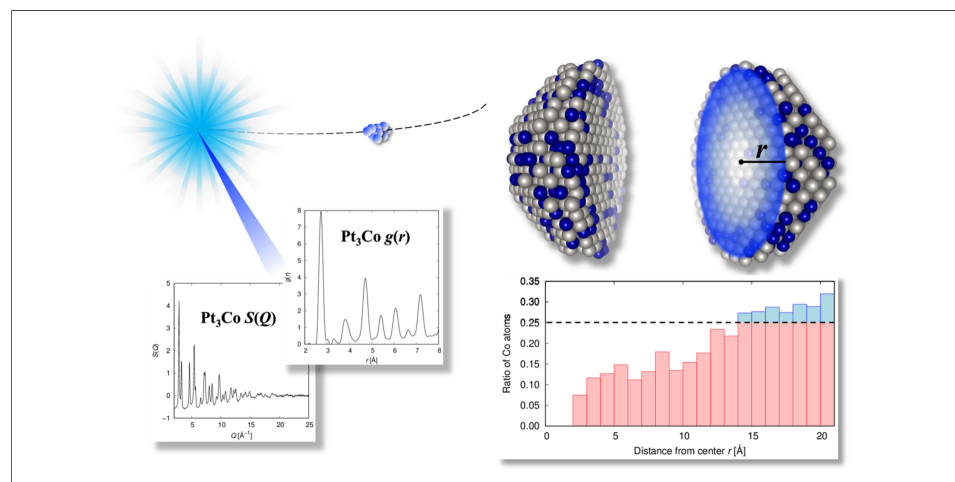 r
Pt₃Co g(r)
8
7
6
5
4
3
2
1
0
g(r)
2 3 4 5 6 7 8
r [Å]
Pt₃Co S(Q)
5
4
3
2
1
0
-1
S(Q)
5 10 15 20 25
Q [Å⁻¹]
0.35
0.30
0.25
0.20
0.15
0.10
0.05
0.00
Ratio of Co atoms
0 5 10 15 20
Distance from center r [Å]